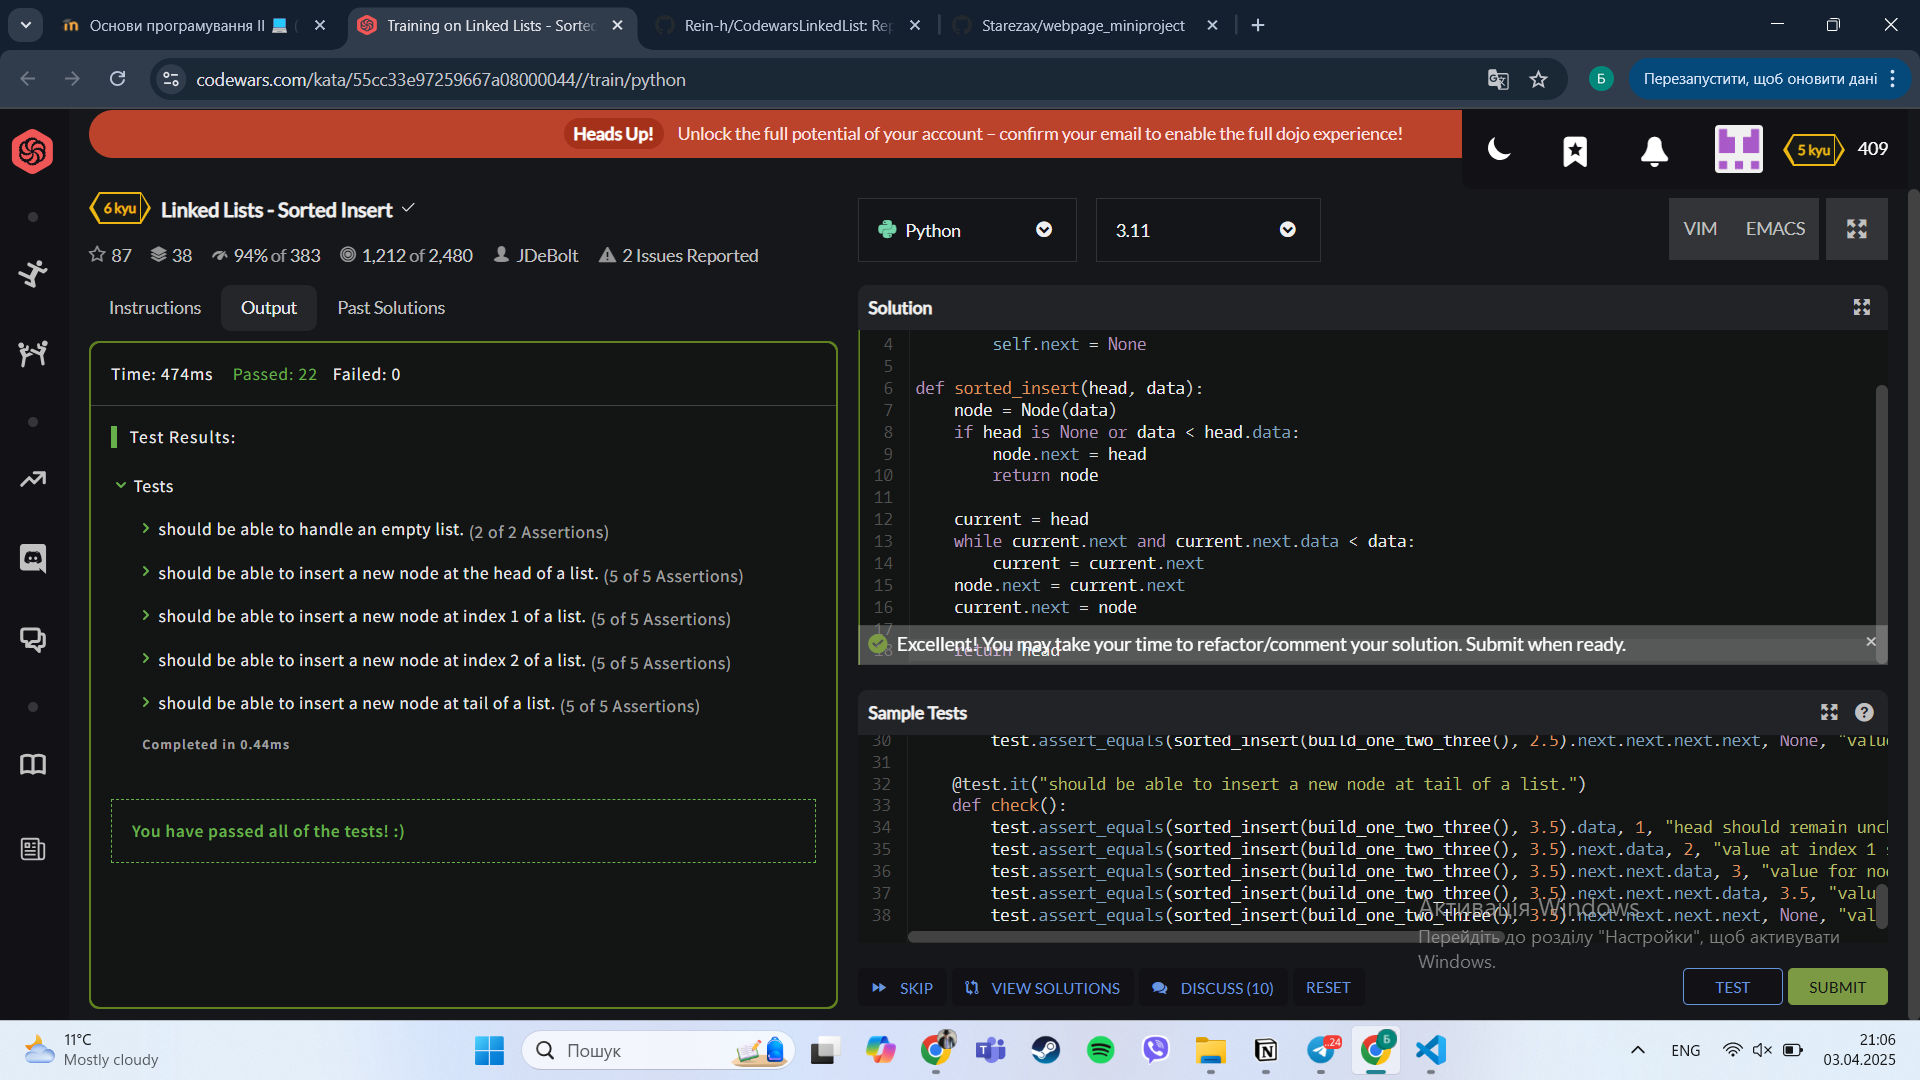 Основи програмування ІІ 💻 (
Training on Linked Lists - Sorted
Rein-h/CodewarsLinkedList: Rep
Starezax/webpage_miniproject
codewars.com/kata/55cc33e97259667a08000044//train/python
Б
Перезапустити, щоб оновити дані
Heads Up! Unlock the full potential of your account – confirm your email to enable the full dojo experience!
5 kyu 409
6 kyu Linked Lists - Sorted Insert
87 38 94% of 383 1,212 of 2,480 JDeBolt 2 Issues Reported
Python
3.11
VIM EMACS
Instructions Output Past Solutions
Time: 474ms Passed: 22 Failed: 0
Test Results:
Tests
should be able to handle an empty list. (2 of 2 Assertions)
should be able to insert a new node at the head of a list. (5 of 5 Assertions)
should be able to insert a new node at index 1 of a list. (5 of 5 Assertions)
should be able to insert a new node at index 2 of a list. (5 of 5 Assertions)
should be able to insert a new node at tail of a list. (5 of 5 Assertions)
Completed in 0.44ms
You have passed all of the tests! :)
Solution
4 self.next = None
5
6 def sorted_insert(head, data):
7 node = Node(data)
8 if head is None or data < head.data:
9 node.next = head
10 return node
11
12 current = head
13 while current.next and current.next.data < data:
14 current = current.next
15 node.next = current.next
16 current.next = node
17
18 return head
Excellent! You may take your time to refactor/comment your solution. Submit when ready.
Sample Tests
30 test.assert_equals(sorted_insert(build_one_two_three(), 2.5).next.next.next.next, None, "valu
31
32 @test.it("should be able to insert a new node at tail of a list.")
33 def check():
34 test.assert_equals(sorted_insert(build_one_two_three(), 3.5).data, 1, "head should remain uncl
35 test.assert_equals(sorted_insert(build_one_two_three(), 3.5).next.data, 2, "value at index 1 s
36 test.assert_equals(sorted_insert(build_one_two_three(), 3.5).next.next.data, 3, "value for no
37 test.assert_equals(sorted_insert(build_one_two_three(), 3.5).next.next.next.data, 3.5, "valu
38 test.assert_equals(sorted_insert(build_one_two_three(), 3.5).next.next.next.next, None, "val
Активація Windows
Перейдіть до розділу "Настройки", щоб активувати
Windows.
SKIP VIEW SOLUTIONS DISCUSS (10) RESET
TEST SUBMIT
11°C
Mostly cloudy
Пошук
24
Б
ENG
21:06
03.04.2025